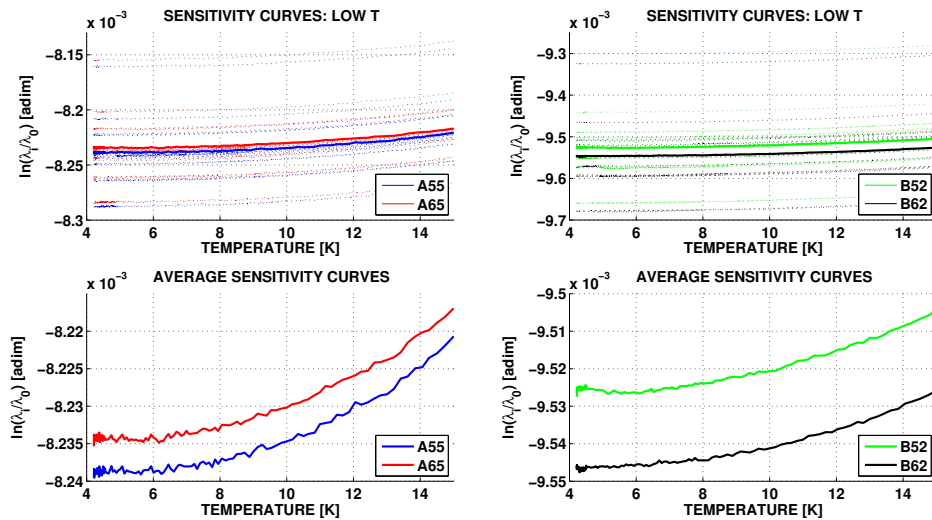 SENSITIVITY CURVES: LOW T
x 10⁻³
ln(λᵢ/λ₀) [adim]
−8.15
−8.2
−8.25
−8.3
4 6 8 10 12 14
TEMPERATURE [K]
A55
A65
SENSITIVITY CURVES: LOW T
x 10⁻³
ln(λᵢ/λ₀) [adim]
−9.3
−9.4
−9.5
−9.6
−9.7
4 6 8 10 12 14
TEMPERATURE [K]
B52
B62
AVERAGE SENSITIVITY CURVES
x 10⁻³
ln(λᵢ/λ₀) [adim]
−8.22
−8.225
−8.23
−8.235
−8.24
4 6 8 10 12 14
TEMPERATURE [K]
A55
A65
AVERAGE SENSITIVITY CURVES
x 10⁻³
ln(λᵢ/λ₀) [adim]
−9.5
−9.51
−9.52
−9.53
−9.54
−9.55
4 6 8 10 12 14
TEMPERATURE [K]
B52
B62